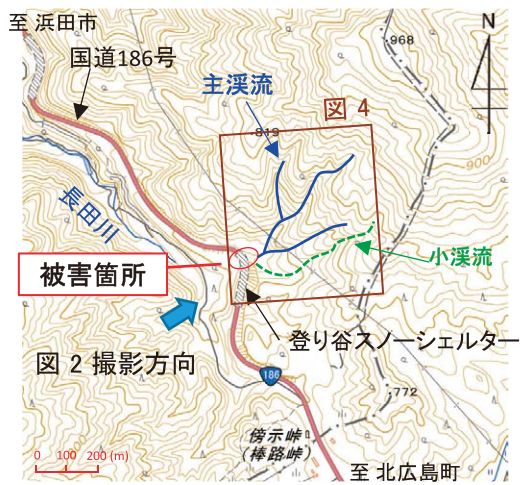 至 浜田市
国道186号
968
N
主渓流
図 4
819
900
長田川
小渓流
被害箇所
登り谷スノーシェルター
図 2 撮影方向
186
772
傍示峠
(棒路峠)
0 100 200 (m)
至 北広島町